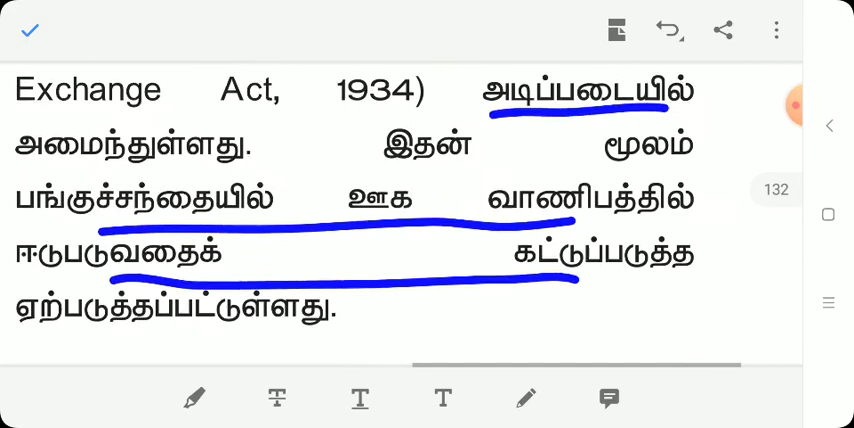 Exchange Act, 1934) அடிப்படையில்
அமைந்துள்ளது. இதன் மூலம்
பங்குச்சந்தையில் ஊக வாணிபத்தில்
132
ஈடுபடுவதைக் கட்டுப்படுத்த
ஏற்படுத்தப்பட்டுள்ளது.
T T T